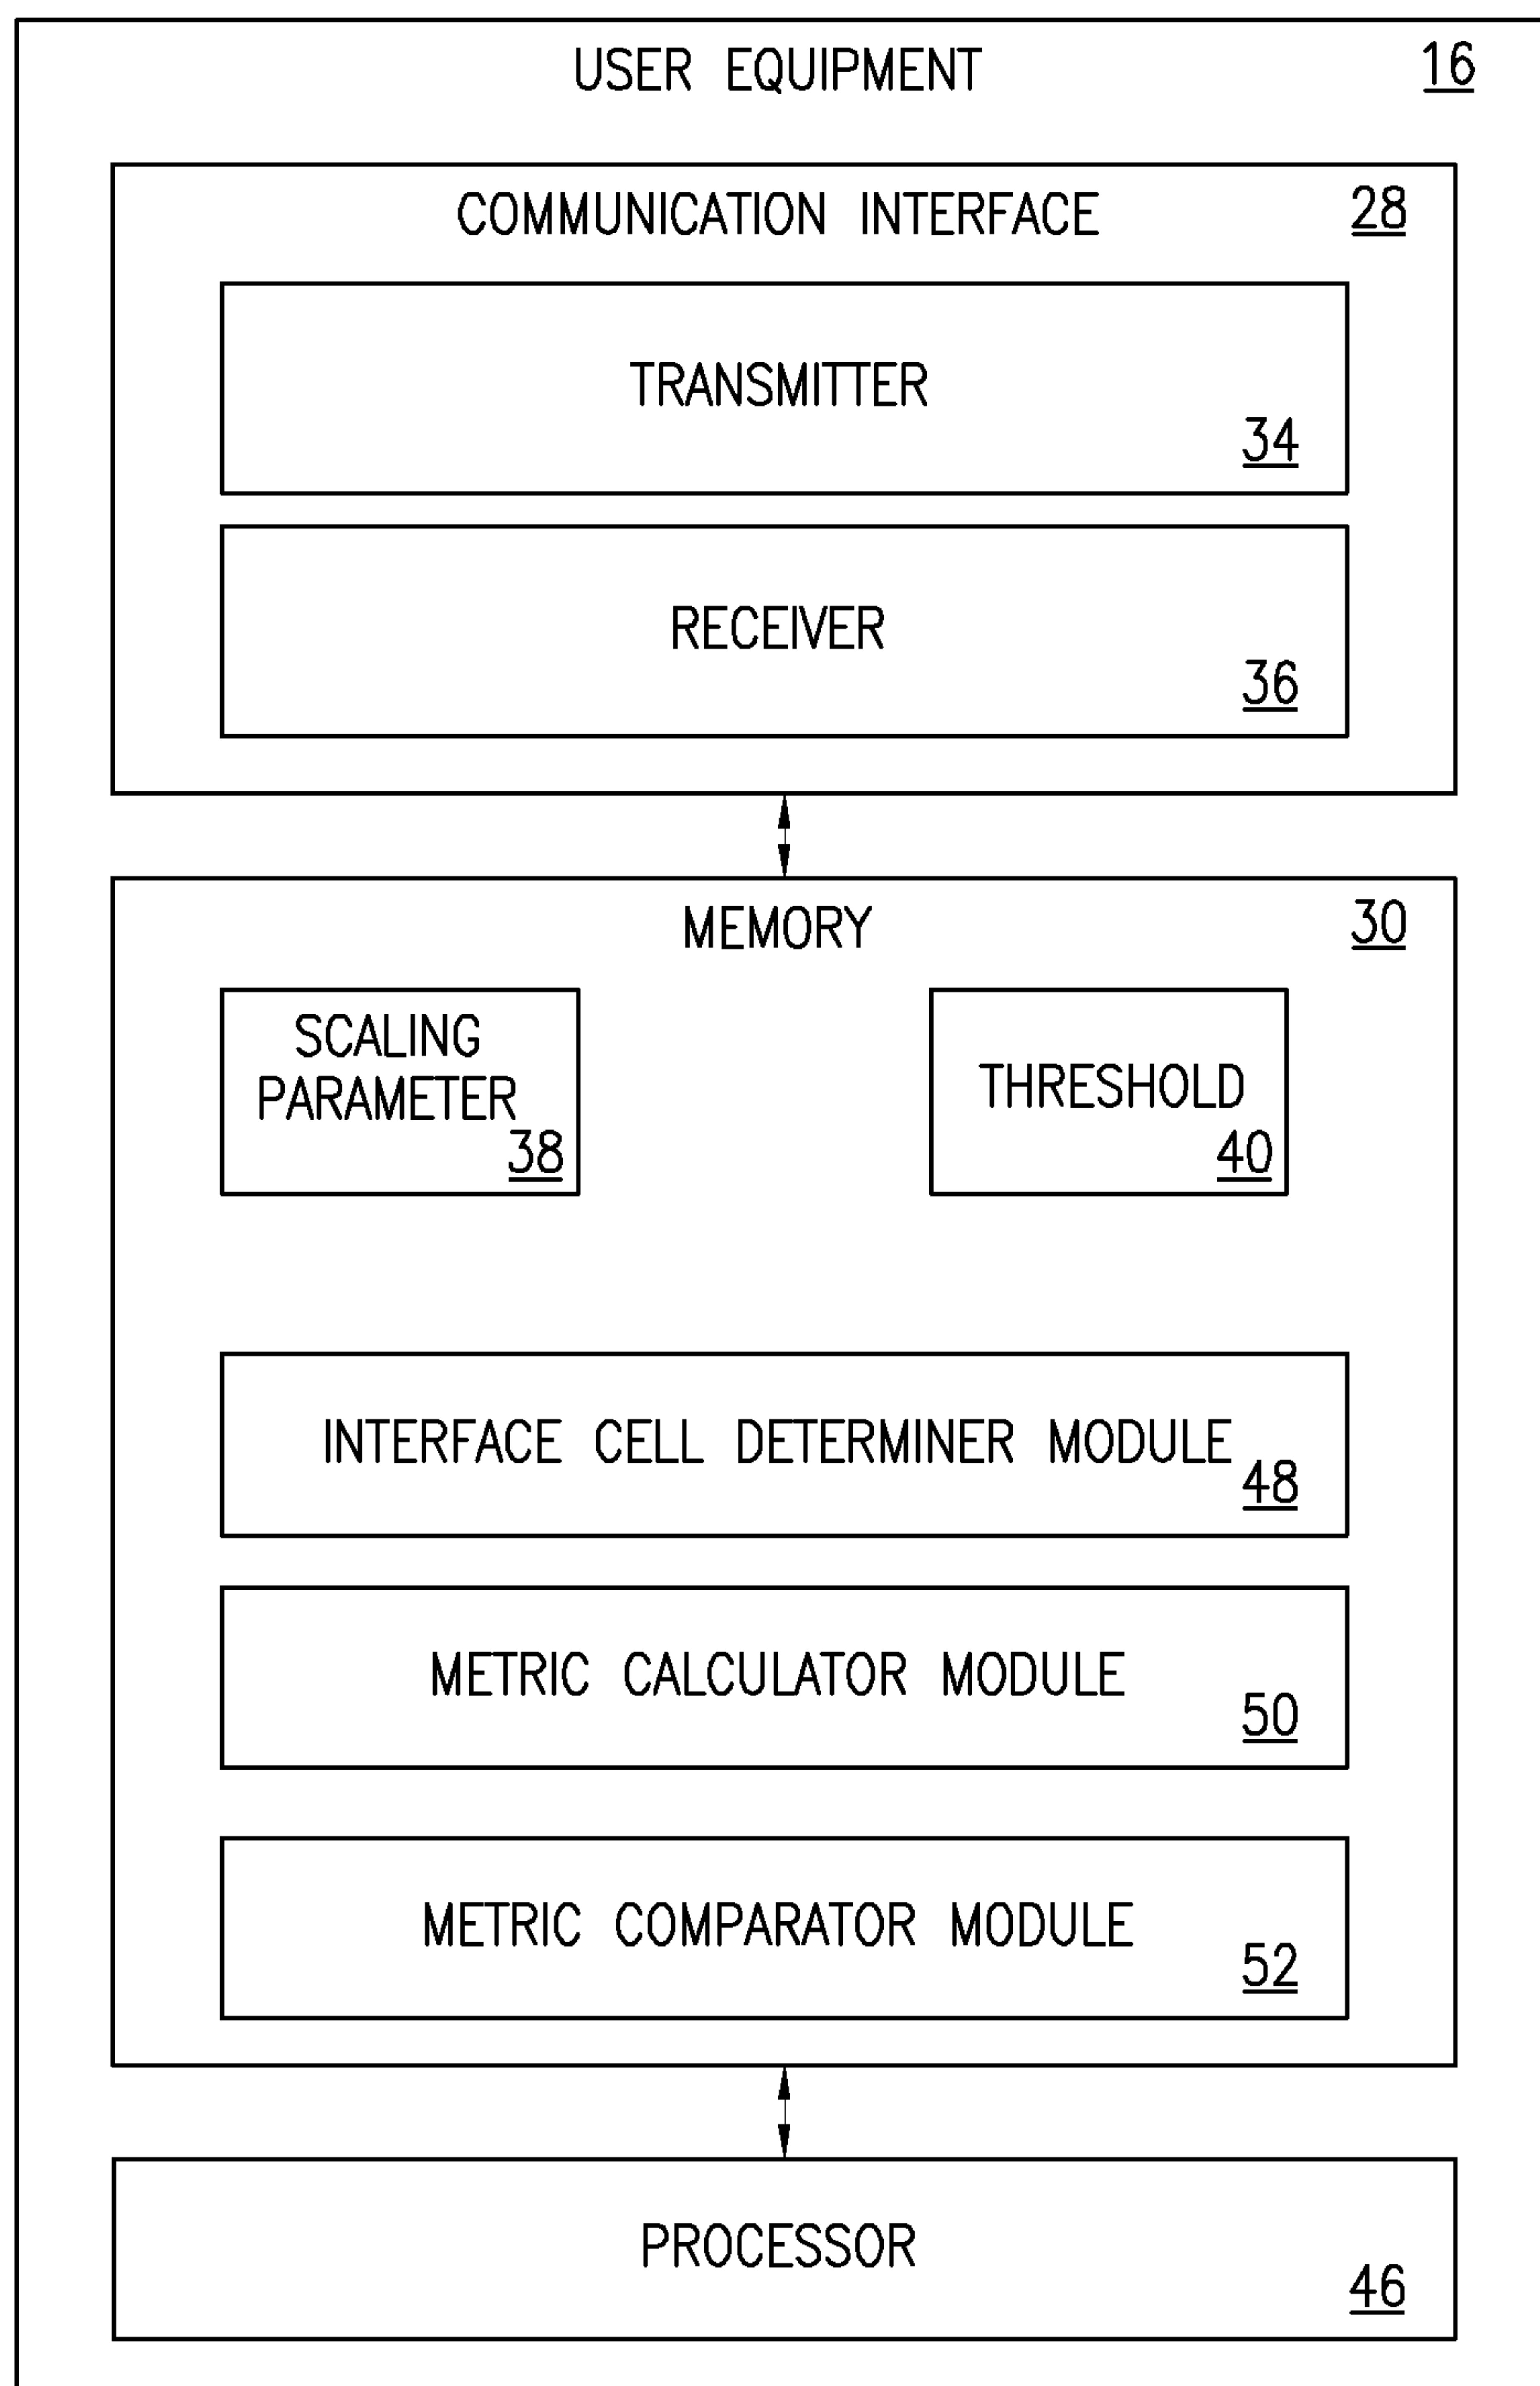 USER EQUIPMENT 16
COMMUNICATION INTERFACE 28
TRANSMITTER
34
RECEIVER
36
MEMORY 30
SCALING
PARAMETER
38
THRESHOLD
40
INTERFACE CELL DETERMINER MODULE
48
METRIC CALCULATOR MODULE
50
METRIC COMPARATOR MODULE
52
PROCESSOR
46